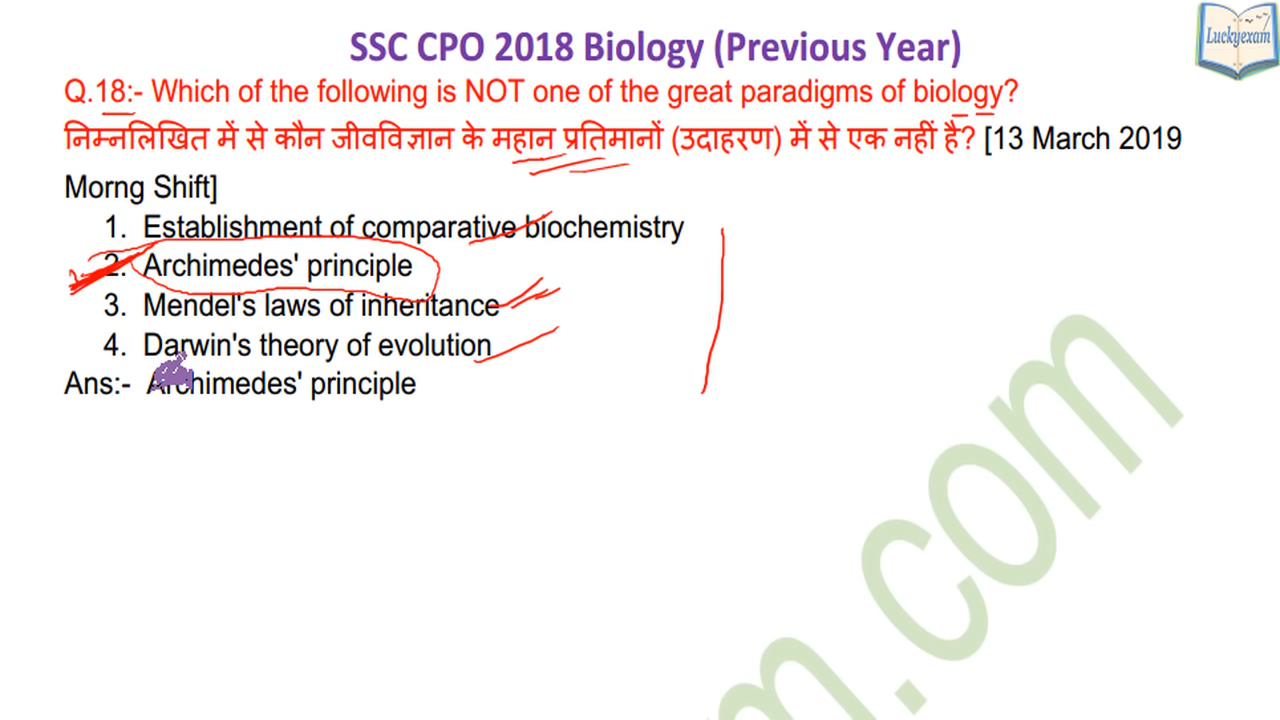 SSC CPO 2018 Biology (Previous Year)
Luckyexam
Q.18:- Which of the following is NOT one of the great paradigms of biology?
निम्नलिखित में से कौन जीवविज्ञान के महान प्रतिमानों (उदाहरण) में से एक नहीं है? [13 March 2019
Morng Shift]
1. Establishment of comparative biochemistry
2. Archimedes' principle
3. Mendel's laws of inheritance
4. Darwin's theory of evolution
Ans:- Archimedes' principle
m.com